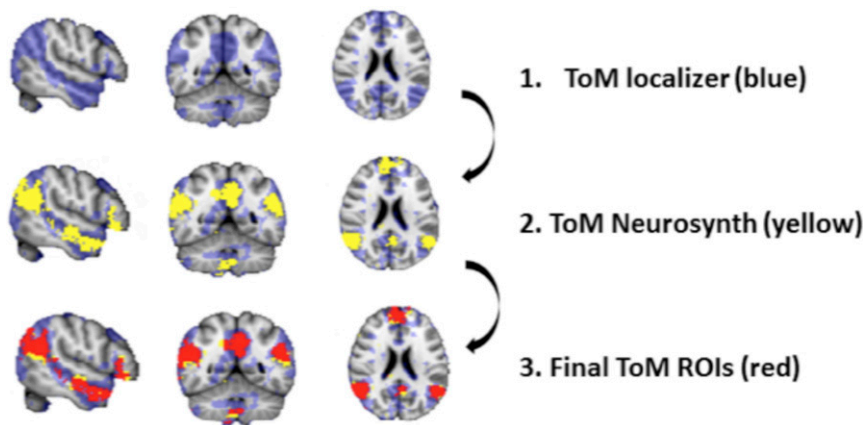 1. ToM localizer (blue)
2. ToM Neurosynth (yellow)
3. Final ToM ROIs (red)